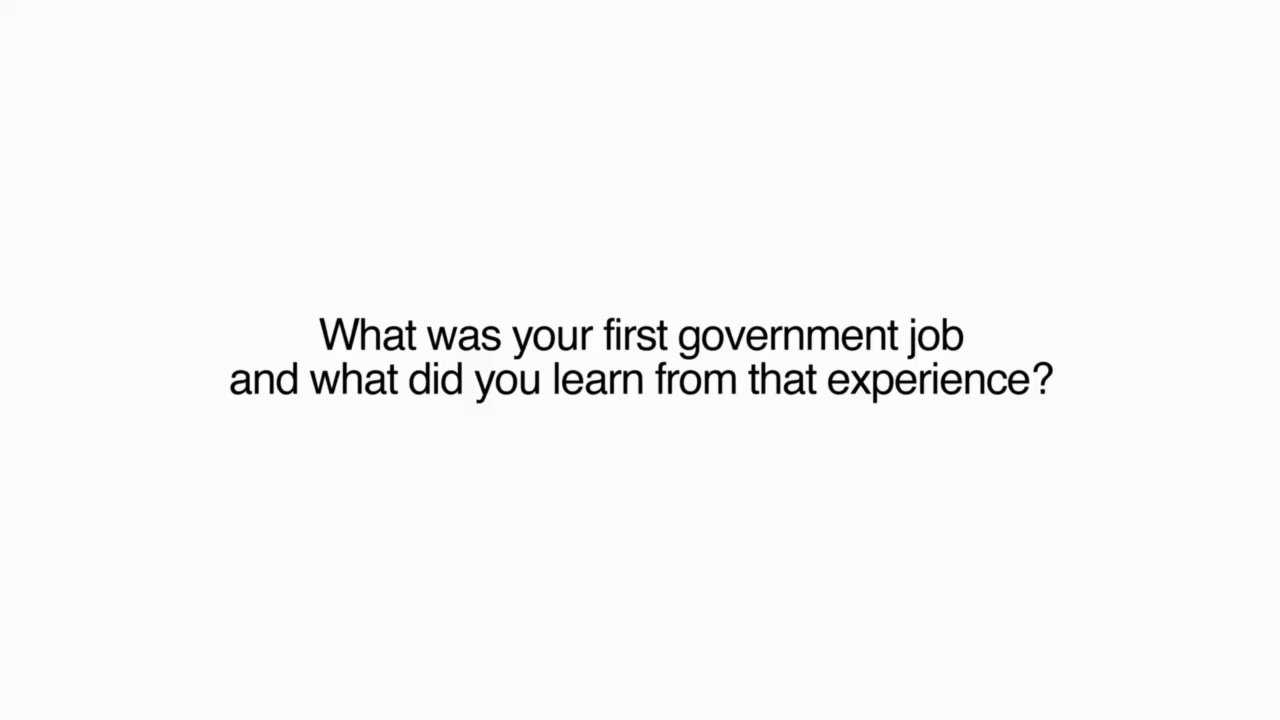 What was your first government job
and what did you learn from that experience?